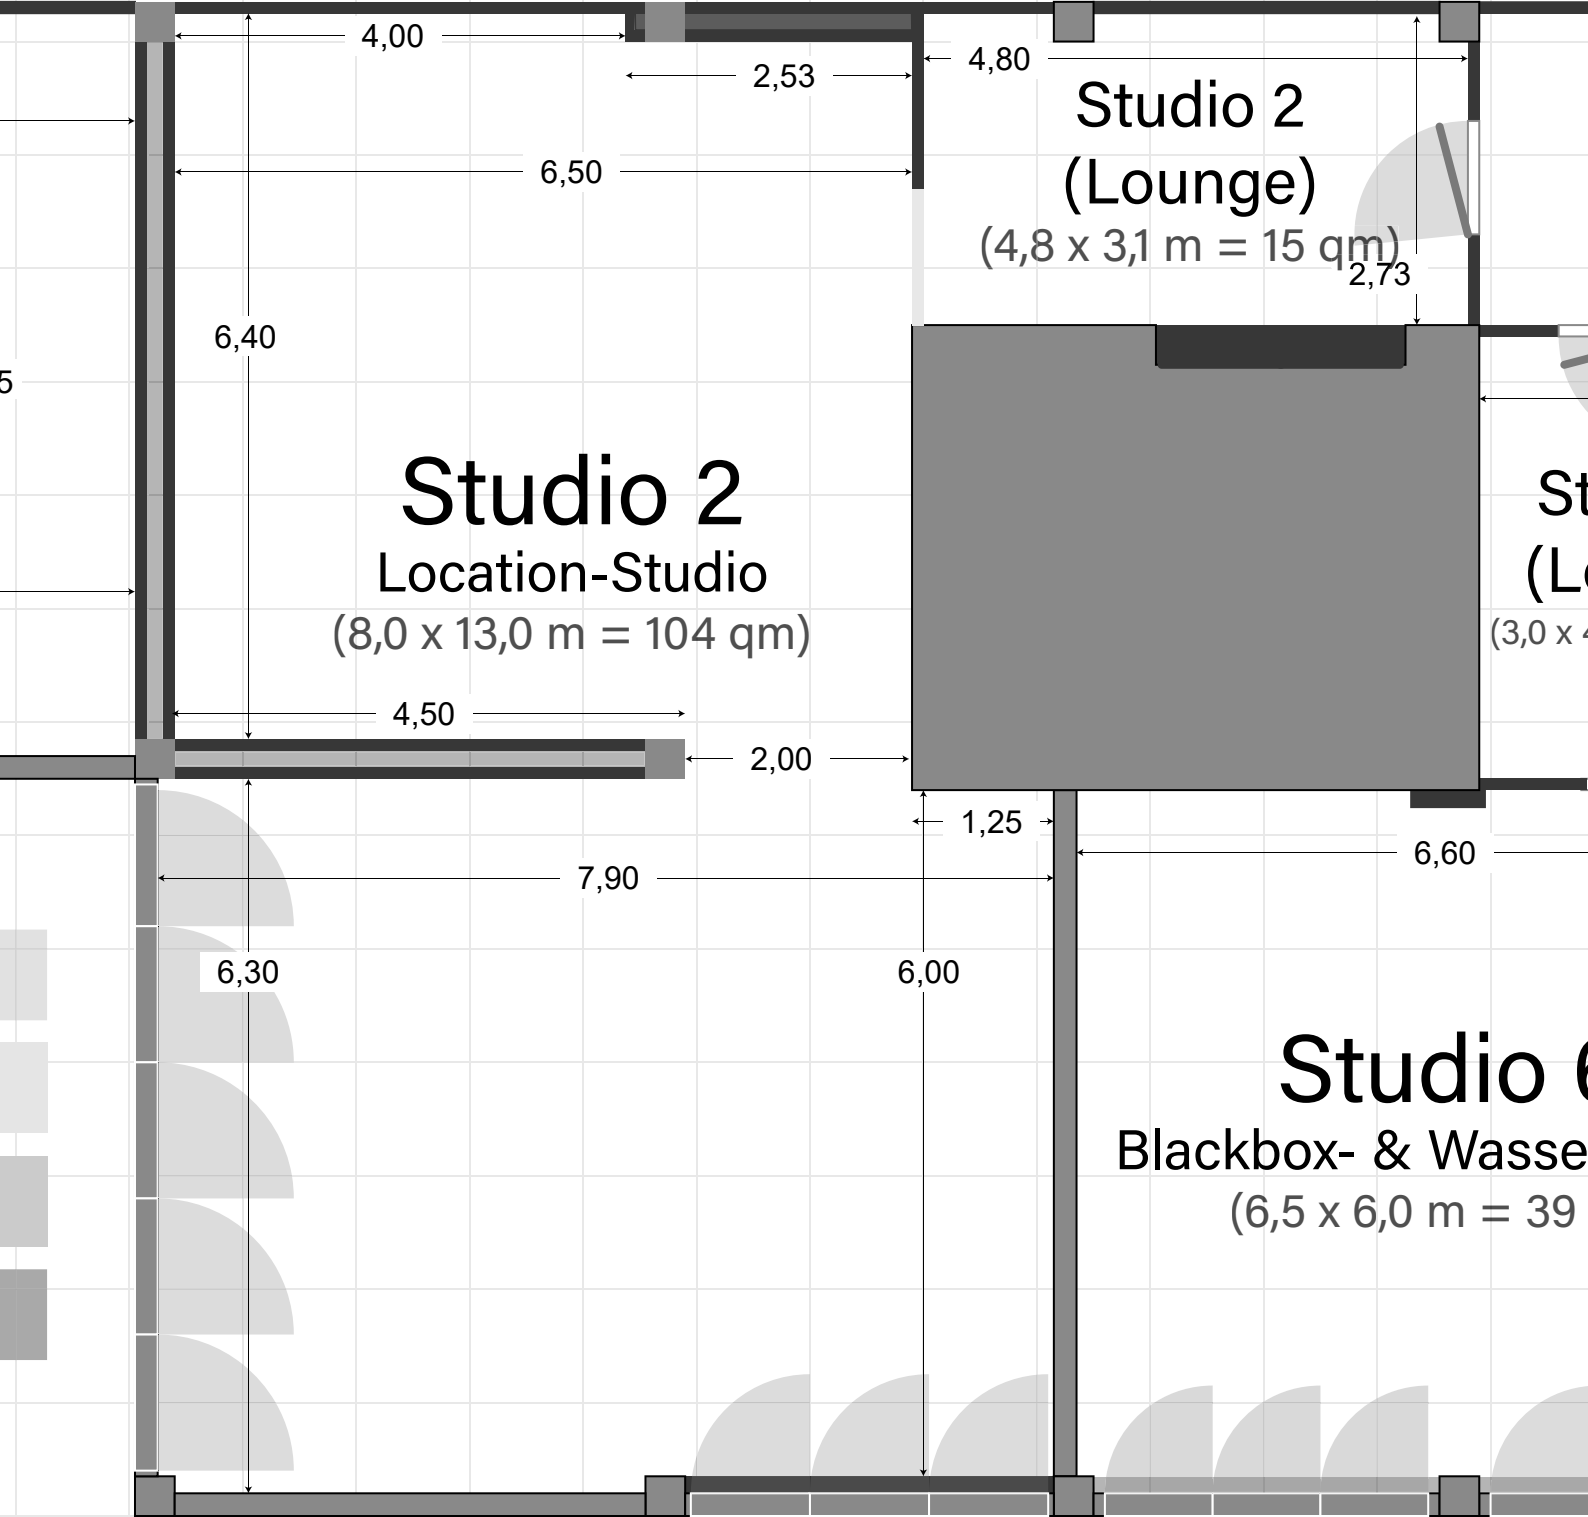 4,00
2,53
4,80
Studio 2
(Lounge)
(4,8 x 3,1 m = 15 qm)
2,73
6,50
6,40
5
Studio 2
Location-Studio
(8,0 x 13,0 m = 104 qm)
St
(Lo
(3,0 x 4
4,50
2,00
1,25
6,60
7,90
6,30
6,00
Studio 6
Blackbox- & Wasse
(6,5 x 6,0 m = 39